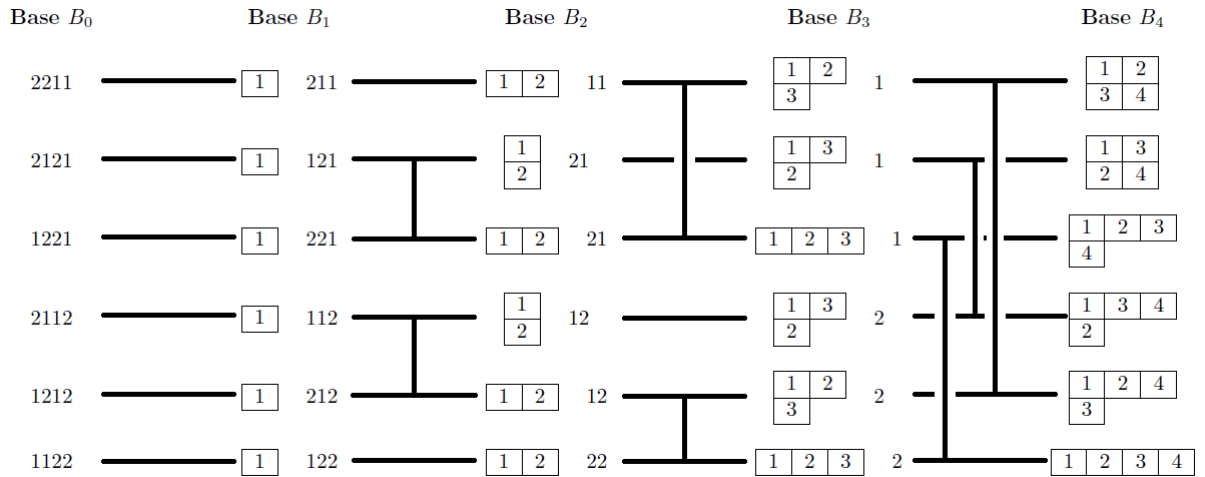 Base B₀ Base B₁ Base B₂ Base B₃ Base B₄
2211 1 211 1 2 11 1 2 1 1 2
3 3 4
2121 1 121 1 21 1 3 1 1 3
2 2 2 4
1221 1 221 1 2 21 1 2 3 1 1 2 3
4
2112 1 112 1 12 1 3 2 1 3 4
2 2 2
1212 1 212 1 2 12 1 2 2 1 2 4
3 3
1122 1 122 1 2 22 1 2 3 2 1 2 3 4